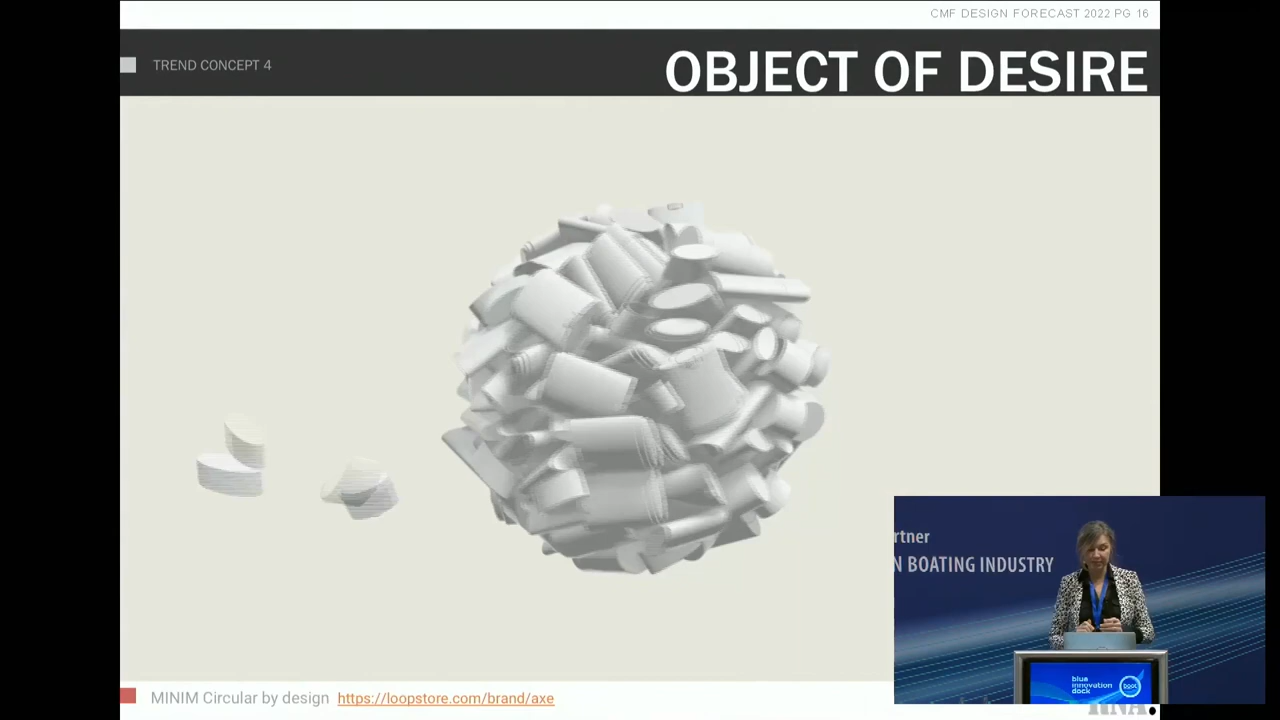 CMF DESIGN FORECAST 2022 PG 16
TREND CONCEPT 4
OBJECT OF DESIRE
rtner
N BOATING INDUSTRY
blue
innovation
dock
boot
MINIM Circular by design https://loopstore.com/brand/axe